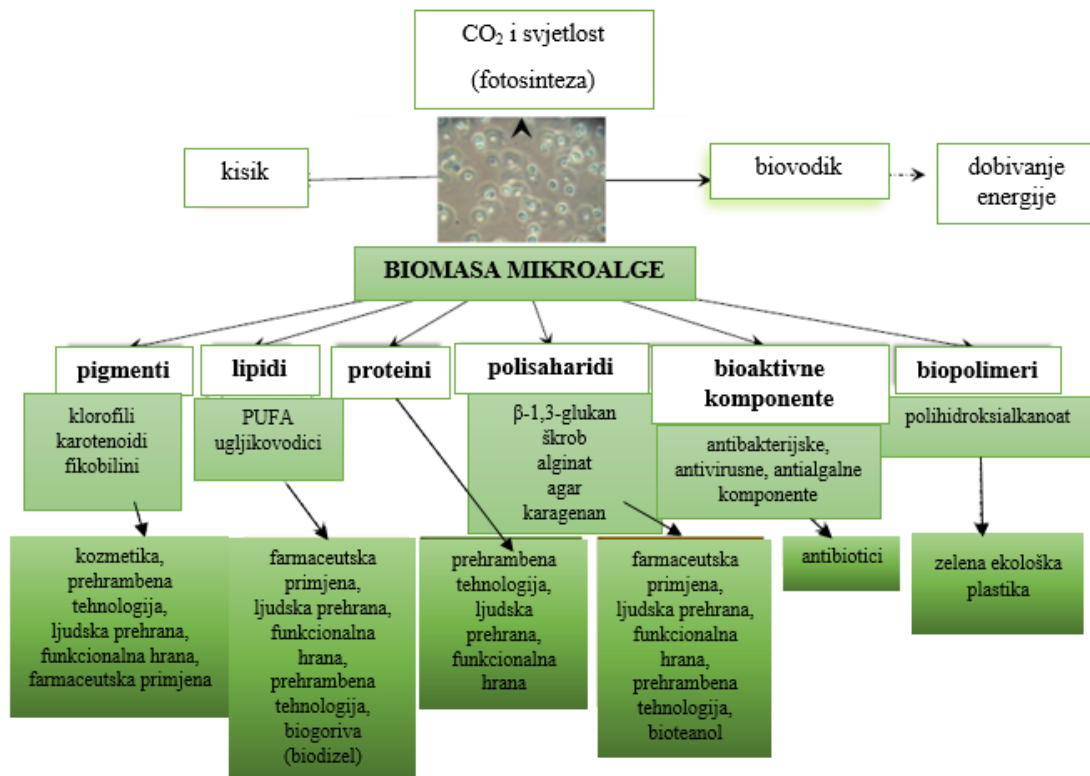 CO₂ i svjetlost
(fotosinteza)
kisik
biovodik
dobivanje
energije
BIOMASA MIKROALGE
pigmenti
lipidi
proteini
polisaharidi
bioaktivne
komponente
biopolimeri
klorofili
karotenoidi
fikobilini
PUFA
ugljikovodici
β-1,3-glukan
škrob
alginat
agar
karagenan
antibakterijske,
antivirusne, antialgalne
komponente
polihidroksialkanoat
kozmetika,
prehrambena
tehnologija,
ljudska prehrana,
funkcionalna hrana,
farmaceutska primjena
farmaceutska
primjena,
ljudska prehrana,
funkcionalna
hrana,
prehrambena
tehnologija,
biogoriva
(biodizel)
prehrambena
tehnologija,
ljudska
prehrana,
funkcionalna
hrana
farmaceutska
primjena,
ljudska prehrana,
funkcionalna
hrana,
prehrambena
tehnologija,
bioteanol
antibiotici
zelena ekološka
plastika